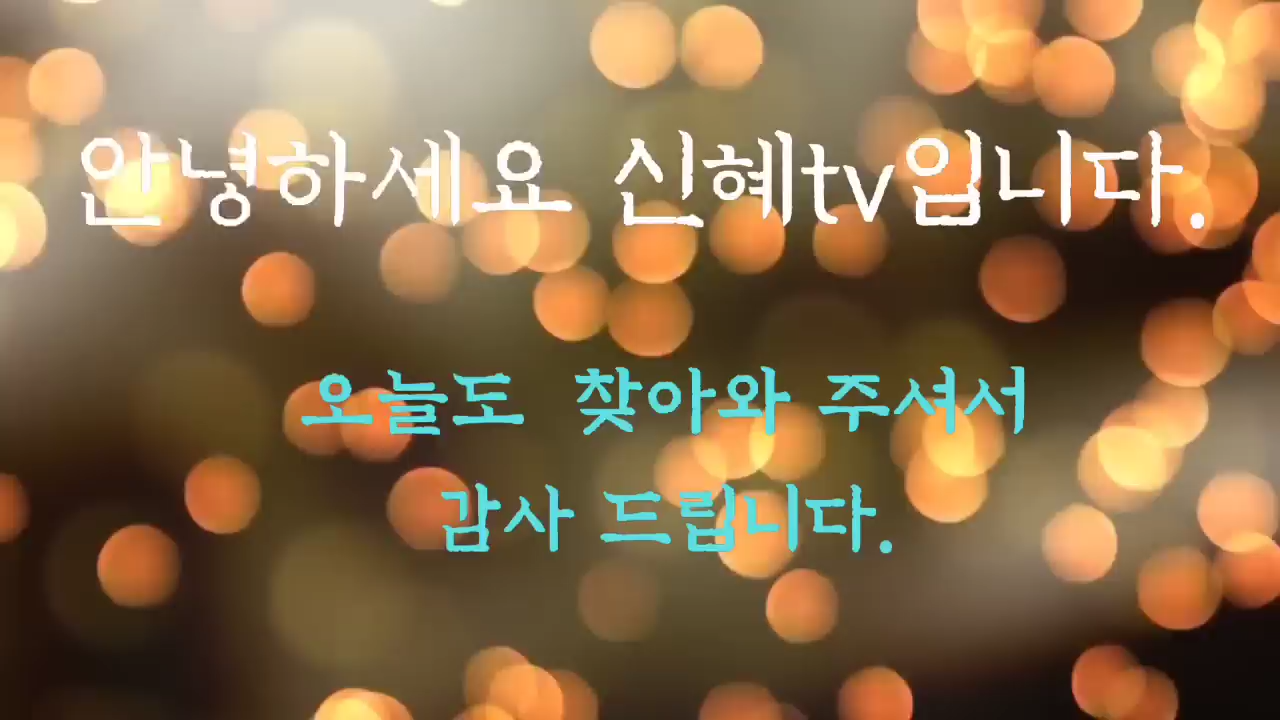 안녕하세요 신혜tv입니다.
오늘도 찾아와 주셔서
감사 드립니다.